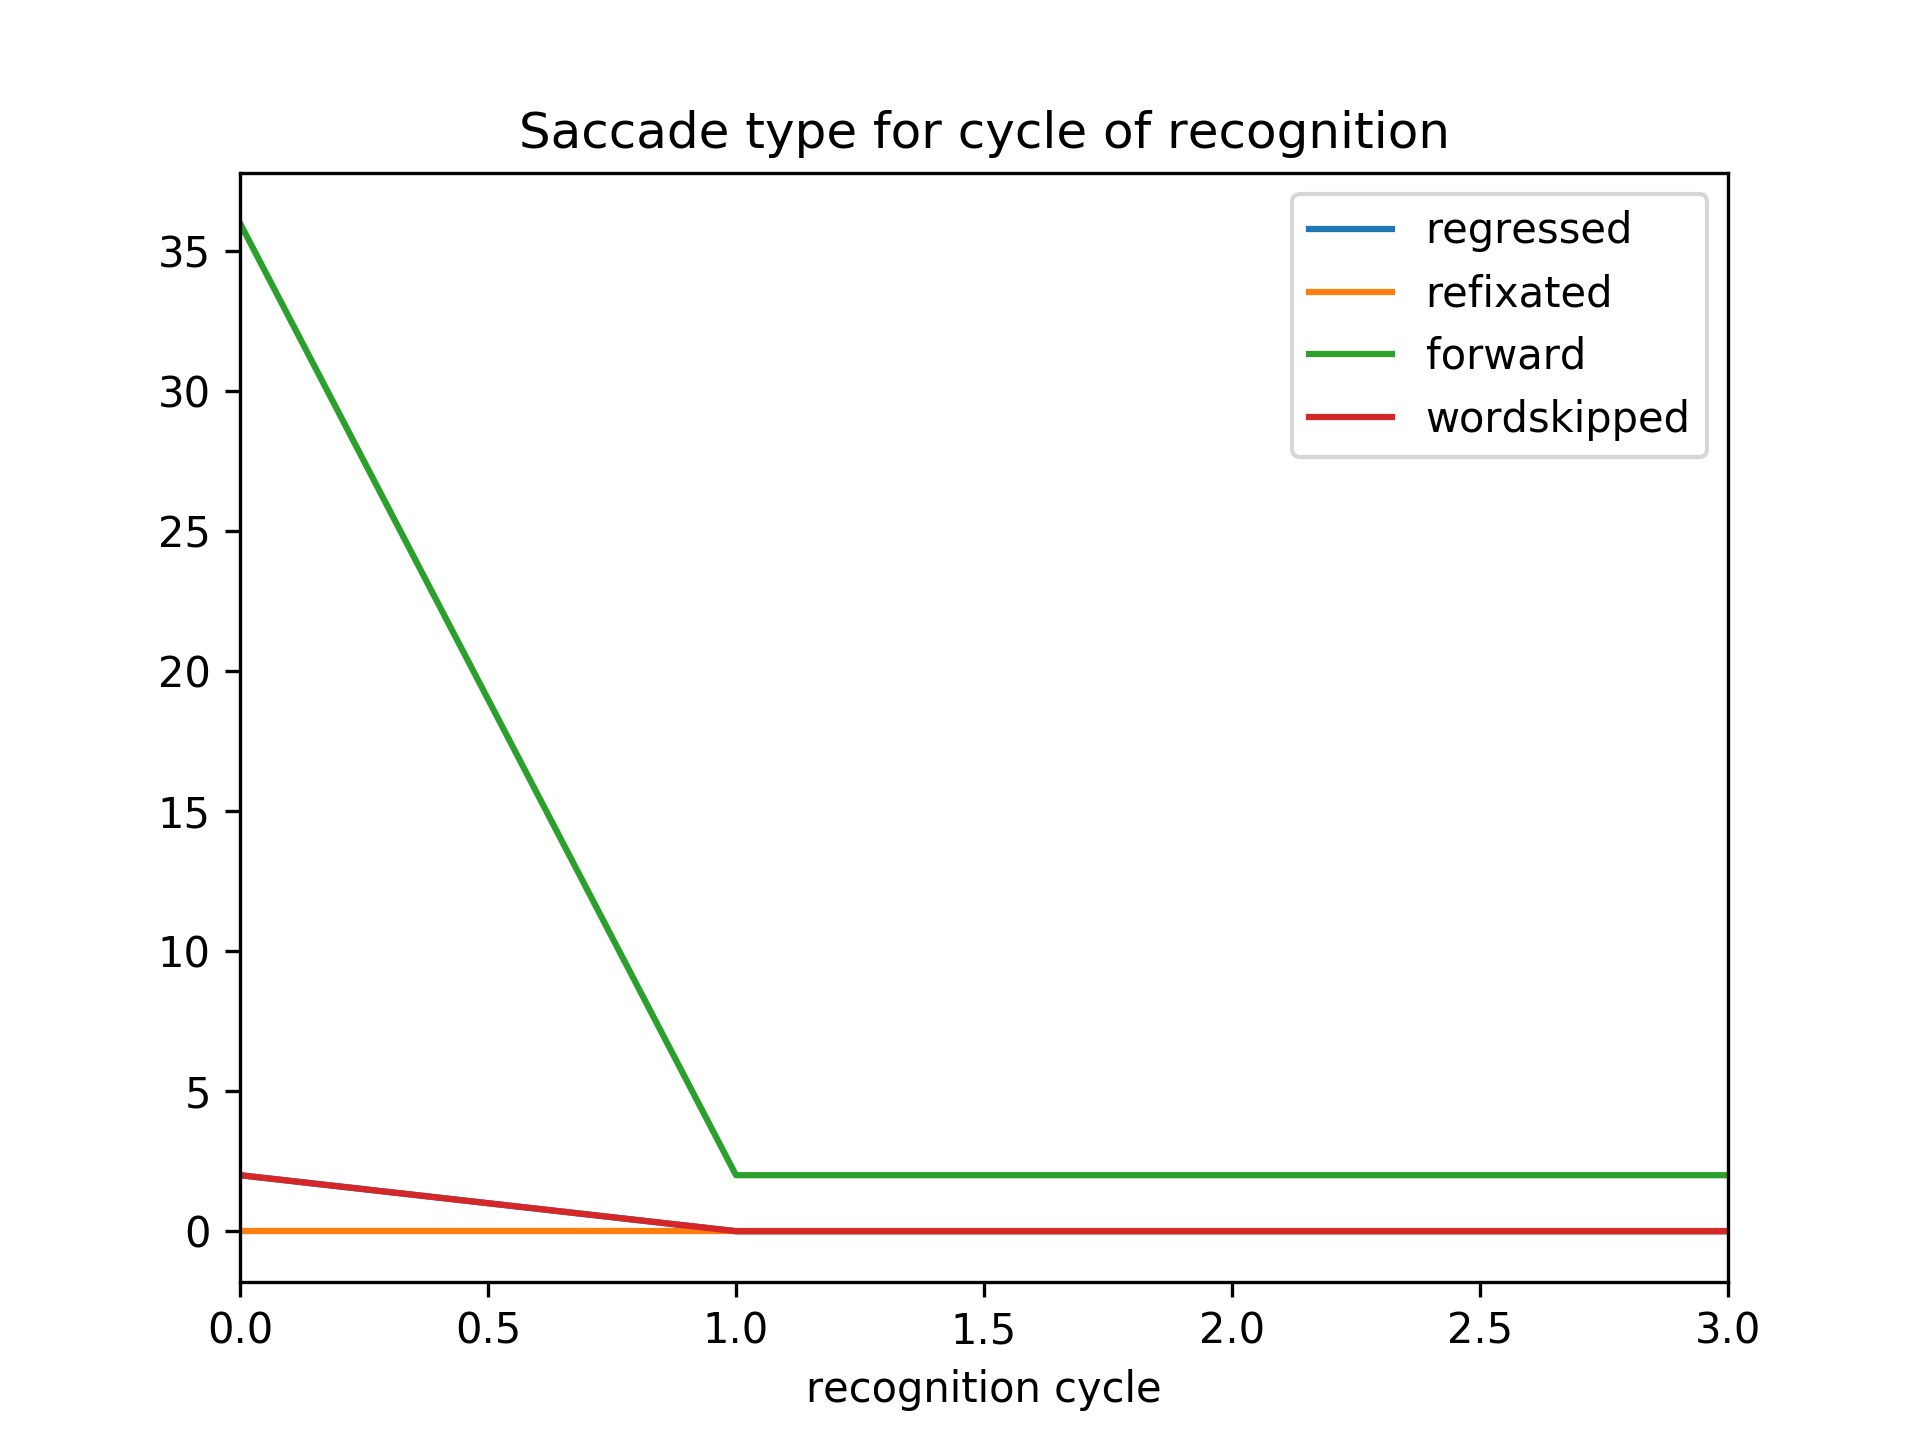 Saccade type for cycle of recognition
regressed
refixated
forward
wordskipped
35
30
25
20
15
10
5
0
0.0 0.5 1.0 1.5 2.0 2.5 3.0
recognition cycle